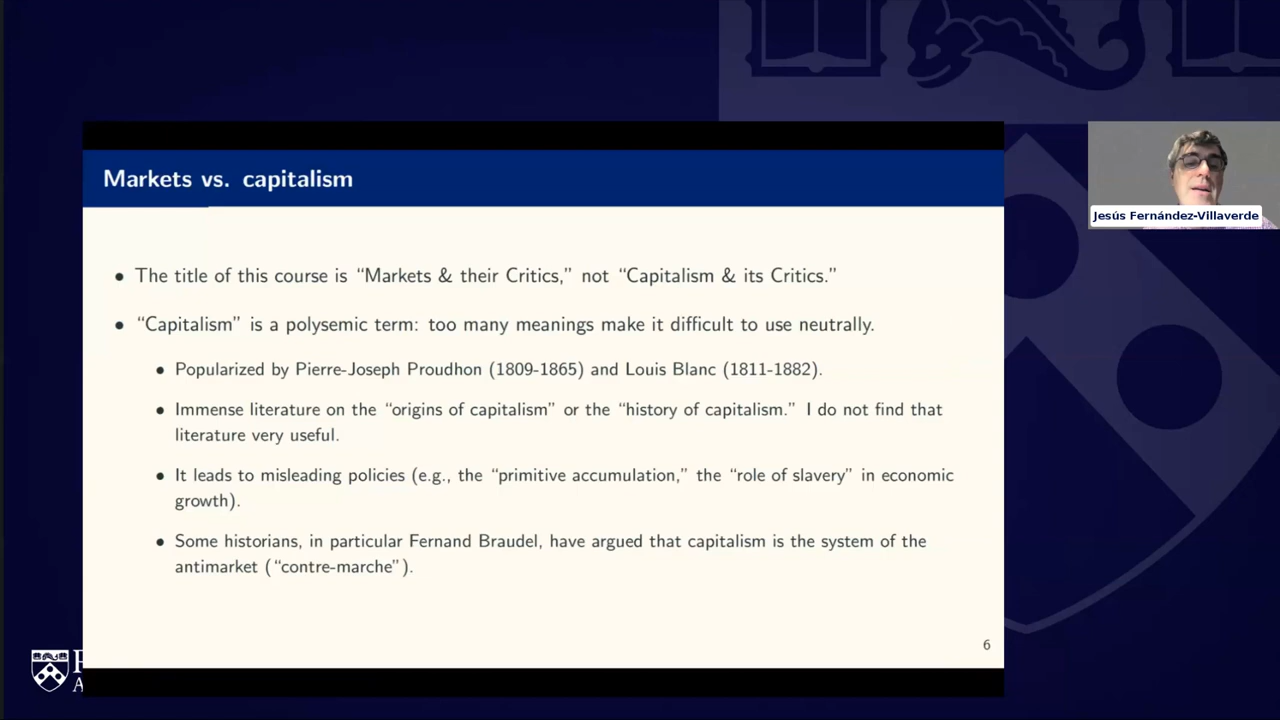 Markets vs. capitalism
• The title of this course is “Markets & their Critics,” not “Capitalism & its Critics.”
• “Capitalism” is a polysemic term: too many meanings make it difficult to use neutrally.
• Popularized by Pierre-Joseph Proudhon (1809-1865) and Louis Blanc (1811-1882).
• Immense literature on the “origins of capitalism” or the “history of capitalism.” I do not find that
literature very useful.
• It leads to misleading policies (e.g., the “primitive accumulation,” the “role of slavery” in economic
growth).
• Some historians, in particular Fernand Braudel, have argued that capitalism is the system of the
antimarket (“contre-marche”).
6
Jesús Fernández-Villaverde